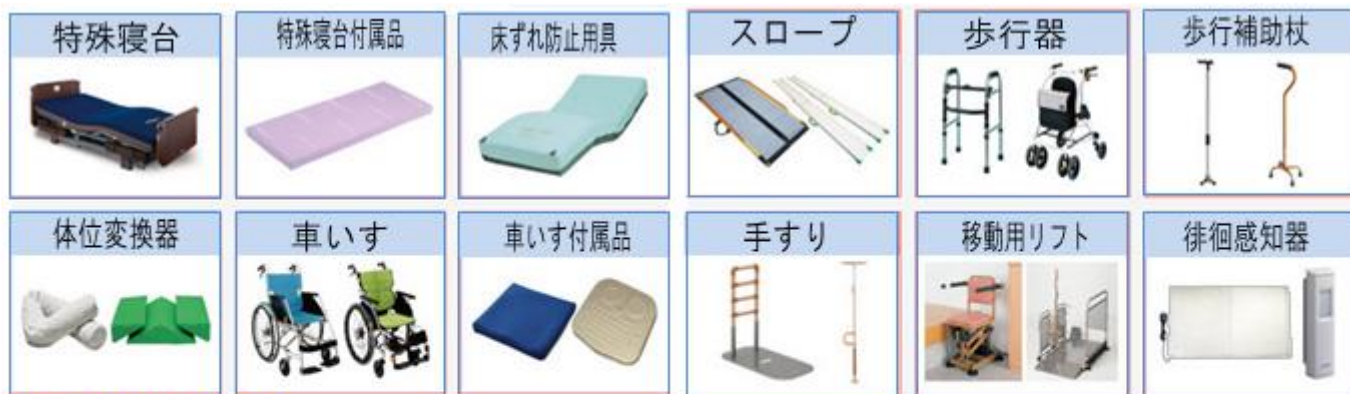 特殊寝台
特殊寝台付属品
床ずれ防止用具
スロープ
歩行器
歩行補助杖
体位変換器
車いす
車いす付属品
手すり
移動用リフト
徘徊感知器